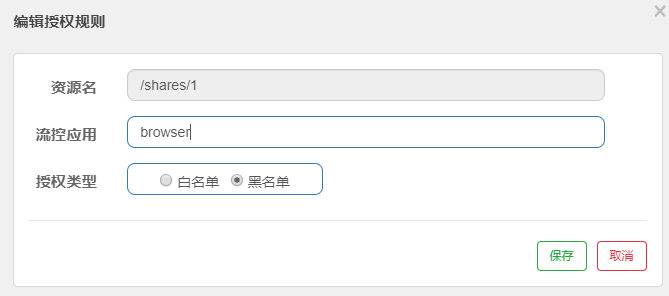 编辑授权规则
×
资源名 /shares/1
流控应用 browser
授权类型 白名单 黑名单
保存 取消